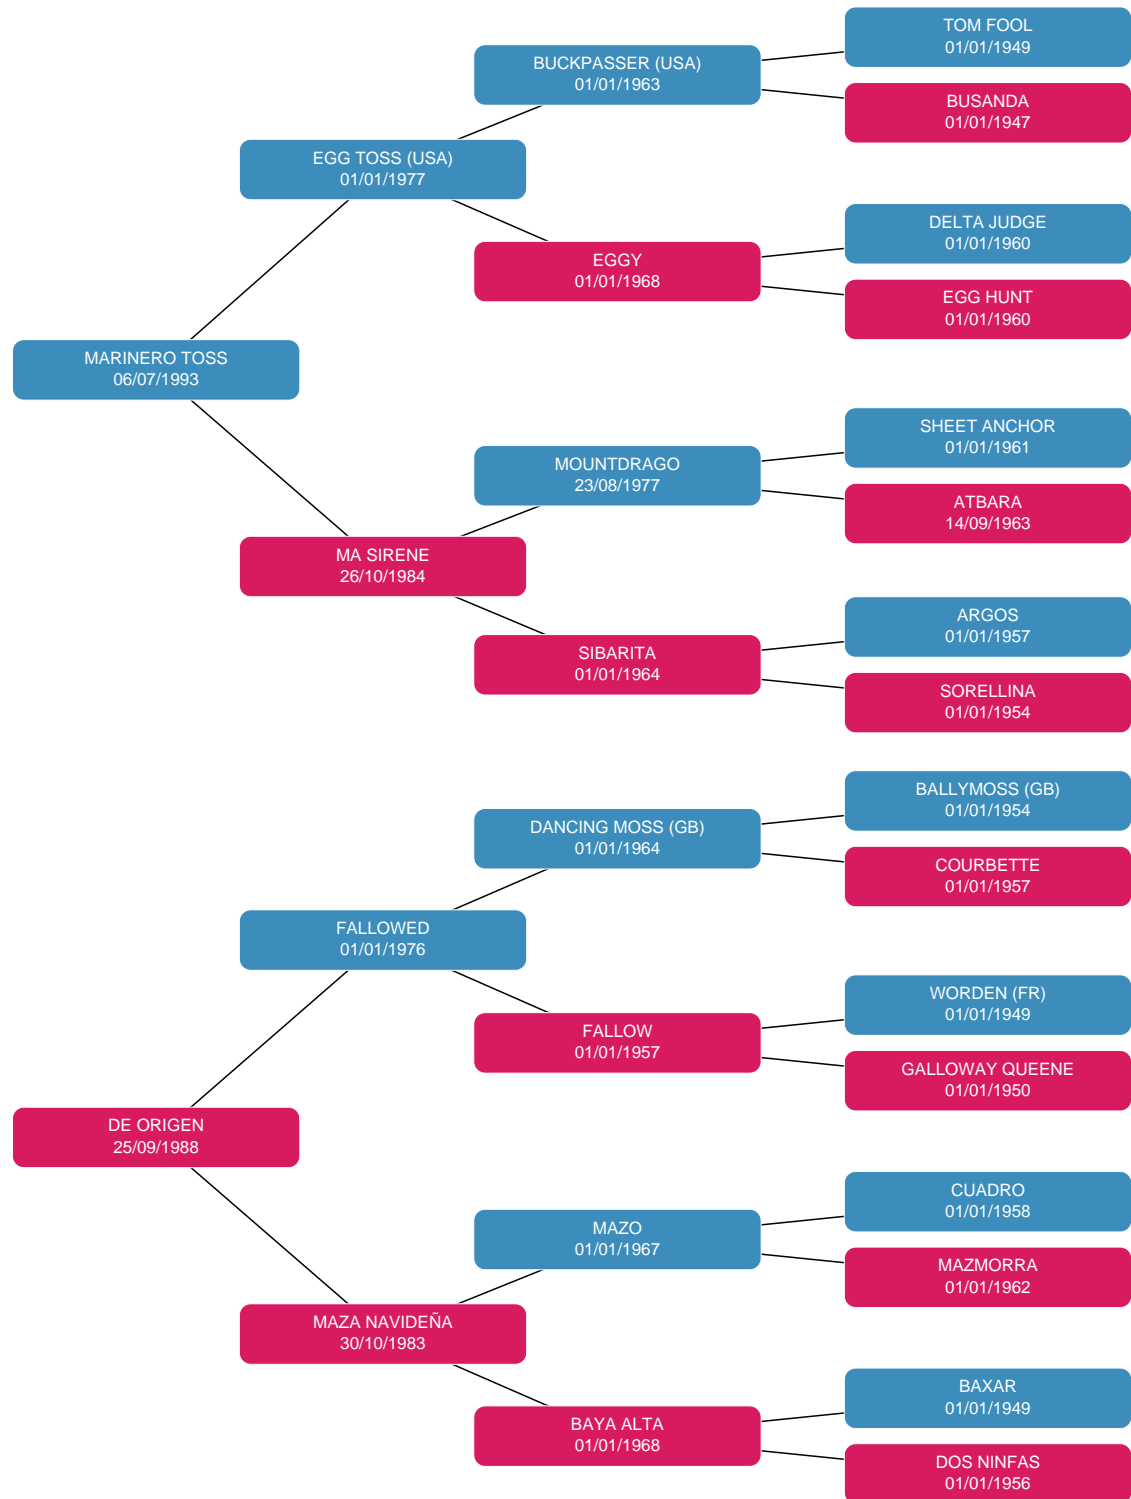 TOM FOOL
01/01/1949
BUCKPASSER (USA)
01/01/1963
BUSANDA
01/01/1947
EGG TOSS (USA)
01/01/1977
DELTA JUDGE
01/01/1960
EGGY
01/01/1968
EGG HUNT
01/01/1960
MARINERO TOSS
06/07/1993
SHEET ANCHOR
01/01/1961
MOUNTDRAGO
23/08/1977
ATBARA
14/09/1963
MA SIRENE
26/10/1984
ARGOS
01/01/1957
SIBARITA
01/01/1964
SORELLINA
01/01/1954
BALLYMOSS (GB)
01/01/1954
DANCING MOSS (GB)
01/01/1964
COURBETTE
01/01/1957
FALLOWED
01/01/1976
WORDEN (FR)
01/01/1949
FALLOW
01/01/1957
GALLOWAY QUEENE
01/01/1950
DE ORIGEN
25/09/1988
CUADRO
01/01/1958
MAZO
01/01/1967
MAZMORRA
01/01/1962
MAZA NAVIDEÑA
30/10/1983
BAXAR
01/01/1949
BAYA ALTA
01/01/1968
DOS NINFAS
01/01/1956